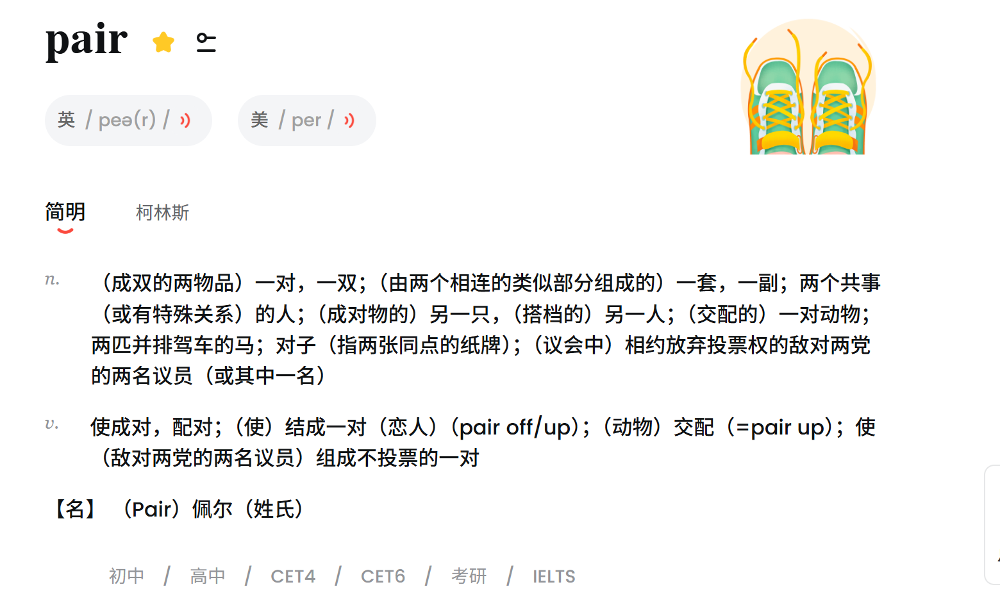 pair
英 / peə(r) /
美 / per /
简明
柯林斯
n.
（成双的两物品）一对，一双；（由两个相连的类似部分组成的）一套，一副；两个共事
（或有特殊关系）的人；（成对物的）另一只，（搭档的）另一人；（交配的）一对动物；
两匹并排驾车的马；对子（指两张同点的纸牌）；（议会中）相约放弃投票权的敌对两党
的两名议员（或其中一名）
v.
使成对，配对；（使）结成一对（恋人）（pair off/up）；（动物）交配（=pair up）；使
（敌对两党的两名议员）组成不投票的一对
【名】 （Pair）佩尔（姓氏）
初中 / 高中 / CET4 / CET6 / 考研 / IELTS